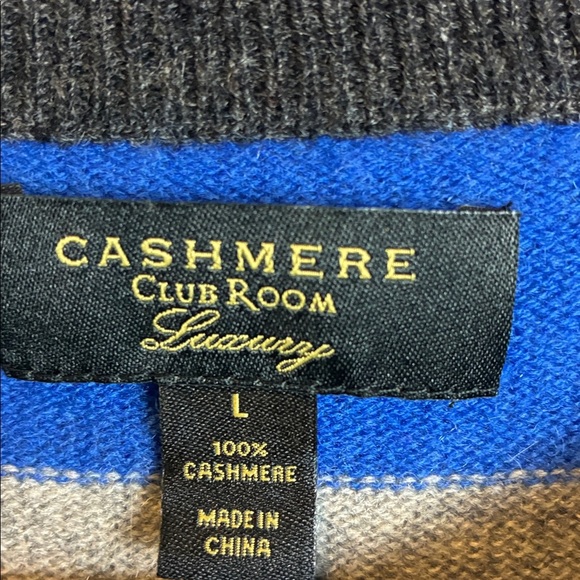 CASHMERE
CLUB ROOM
Luxury
L
100%
CASHMERE
MADE IN
CHINA